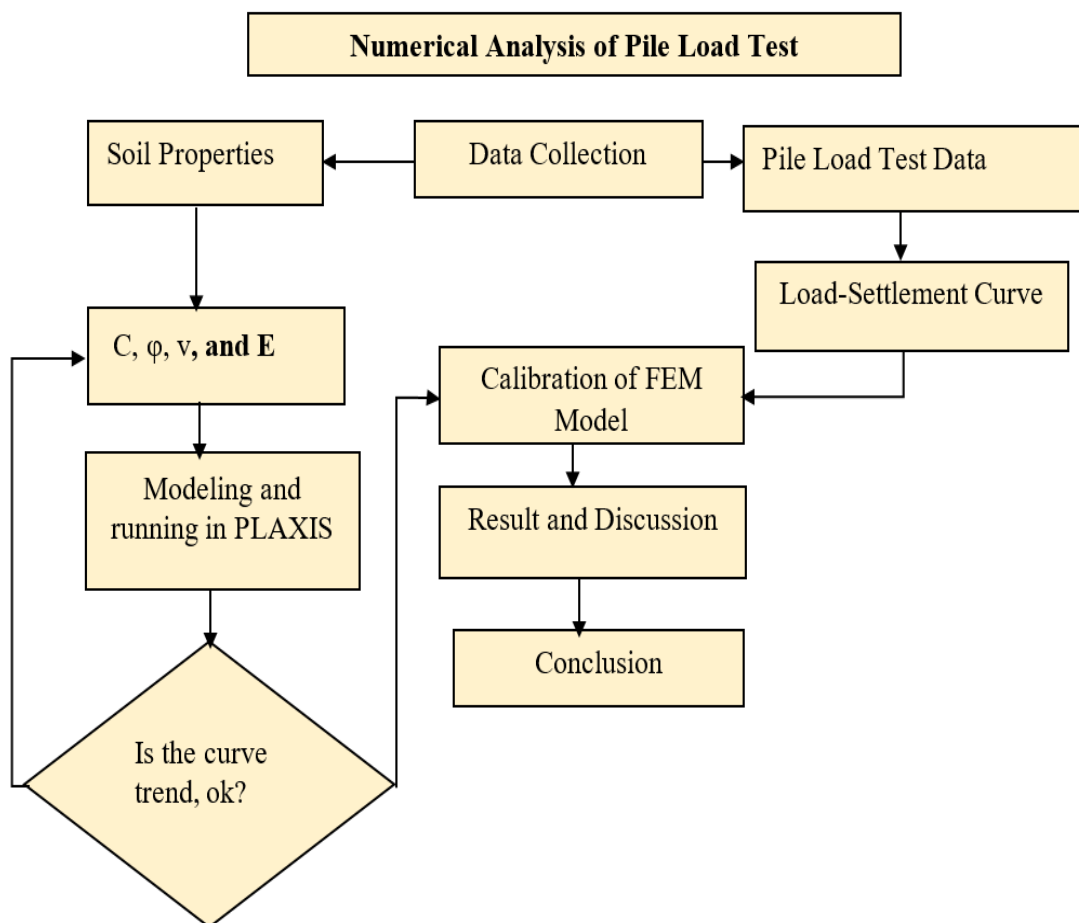 Numerical Analysis of Pile Load Test
Soil Properties
Data Collection
Pile Load Test Data
Load-Settlement Curve
C, φ, ν, and E
Calibration of FEM
Model
Modeling and
running in PLAXIS
Result and Discussion
Conclusion
Is the curve
trend, ok?